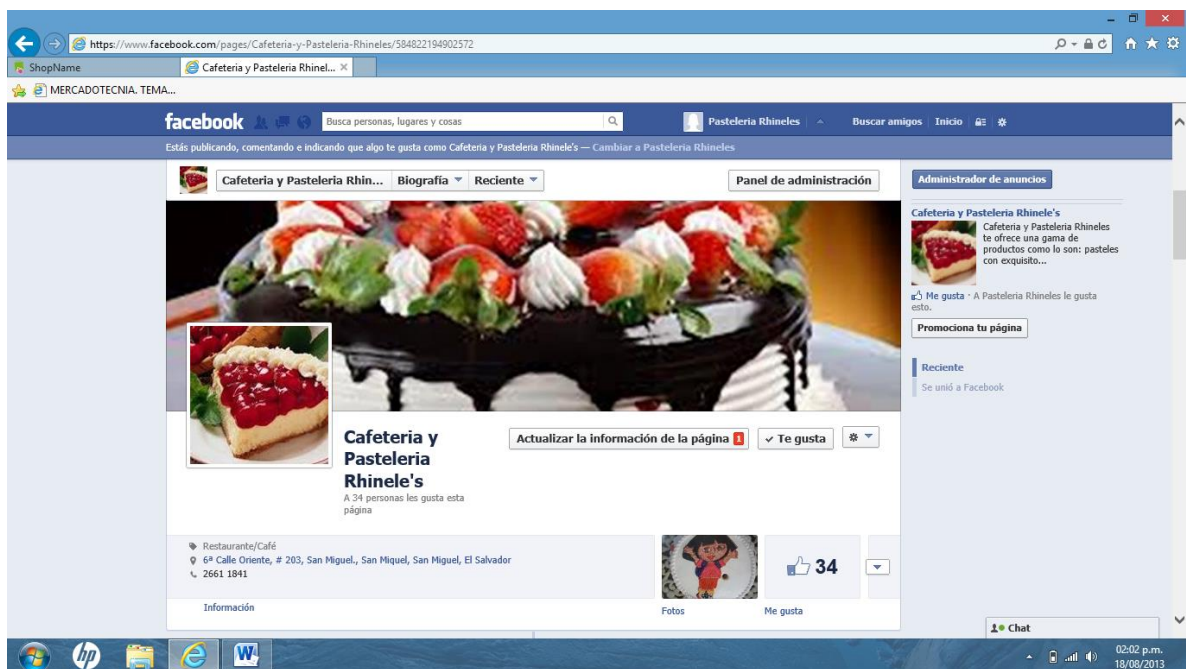 https://www.facebook.com/pages/Cafeteria-y-Pasteleria-Rhineles/584822194902572
ShopName
Cafeteria y Pasteleria Rhinel...
MERCADOTECNIA. TEMA...
facebook
Busca personas, lugares y cosas
Pasteleria Rhineles
Buscar amigos
Inicio
Estás publicando, comentando e indicando que algo te gusta como Cafeteria y Pasteleria Rhinele's — Cambiar a Pasteleria Rhineles
Cafeteria y Pasteleria Rhin...
Biografía
Reciente
Panel de administración
Administrador de anuncios
Cafeteria y Pasteleria Rhinele's
Cafeteria y Pasteleria Rhineles
te ofrece una gama de
productos como lo son: pasteles
con exquisito...
Me gusta · A Pasteleria Rhineles le gusta
esto.
Promociona tu página
Reciente
Se unió a Facebook
Cafeteria y
Pasteleria
Rhinele's
A 34 personas les gusta esta
página
Actualizar la información de la página 1
Te gusta
Restaurante/Café
6ª Calle Oriente, # 203, San Miguel., San Miquel, San Miguel, El Salvador
2661 1841
Información
34
Fotos
Me gusta
1 Chat
hp
W
02:02 p.m.
18/08/2013